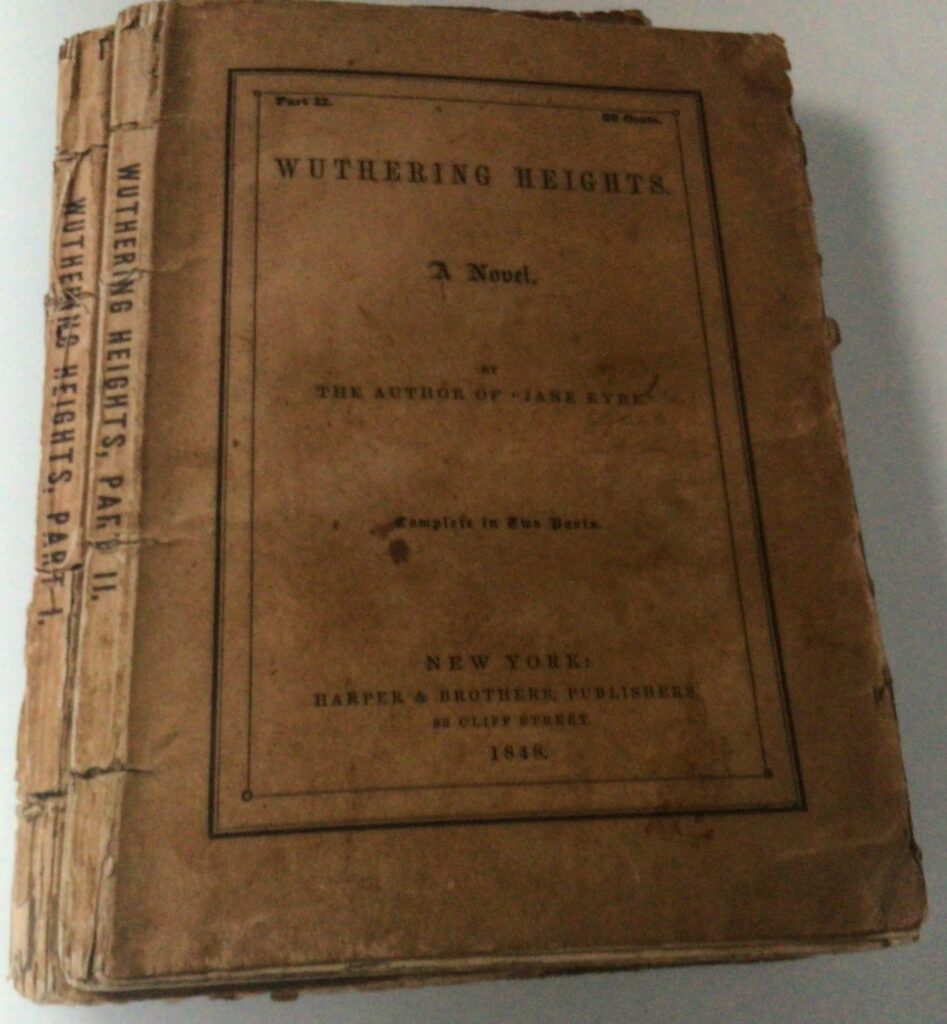 Part II.
25 Cents.
WUTHERING HEIGHTS.
A Novel.
BY
THE AUTHOR OF "JANE EYRE"
Complete in Two Parts.
NEW YORK:
HARPER & BROTHERS, PUBLISHERS,
82 CLIFF STREET.
1848.
WUTHERING HEIGHTS, PART II.
WUTHERING HEIGHTS, PART I.